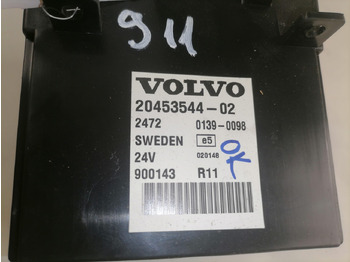 911
VOLVO
20453544-02
2472 0139-0098
SWEDEN e5
24V 020148
OK
900143 R11